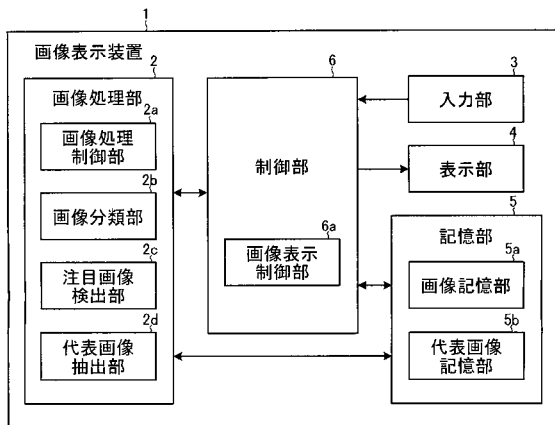 1
画像表示装置
2
画像処理部
2a
画像処理
制御部
2b
画像分類部
2c
注目画像
検出部
2d
代表画像
抽出部
6
制御部
6a
画像表示
制御部
3
入力部
4
表示部
5
記憶部
5a
画像記憶部
5b
代表画像
記憶部